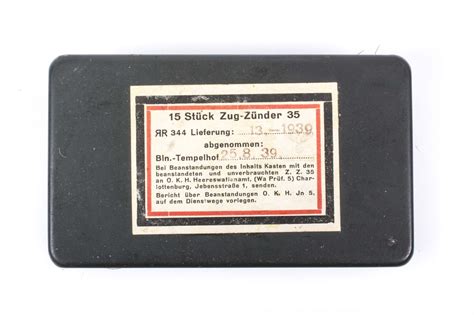 15 Stück Zug-Zünder 35
ЯR 344 Lieferung: 13.-1939
abgenommen:
Bln.-Tempelhof 25.8.39.
Bei Beanstandungen des Inhalts Kasten mit den
beanstandeten und unverbrauchten Z. Z. 35
an O. K. H. Heereswaffenamt. (Wa Prüf. 5) Char-
lottenburg, Jebensstraße 1, senden.
Bericht über Beanstandungen O. K. H. Jn 5,
auf dem Dienstwege vorlegen.